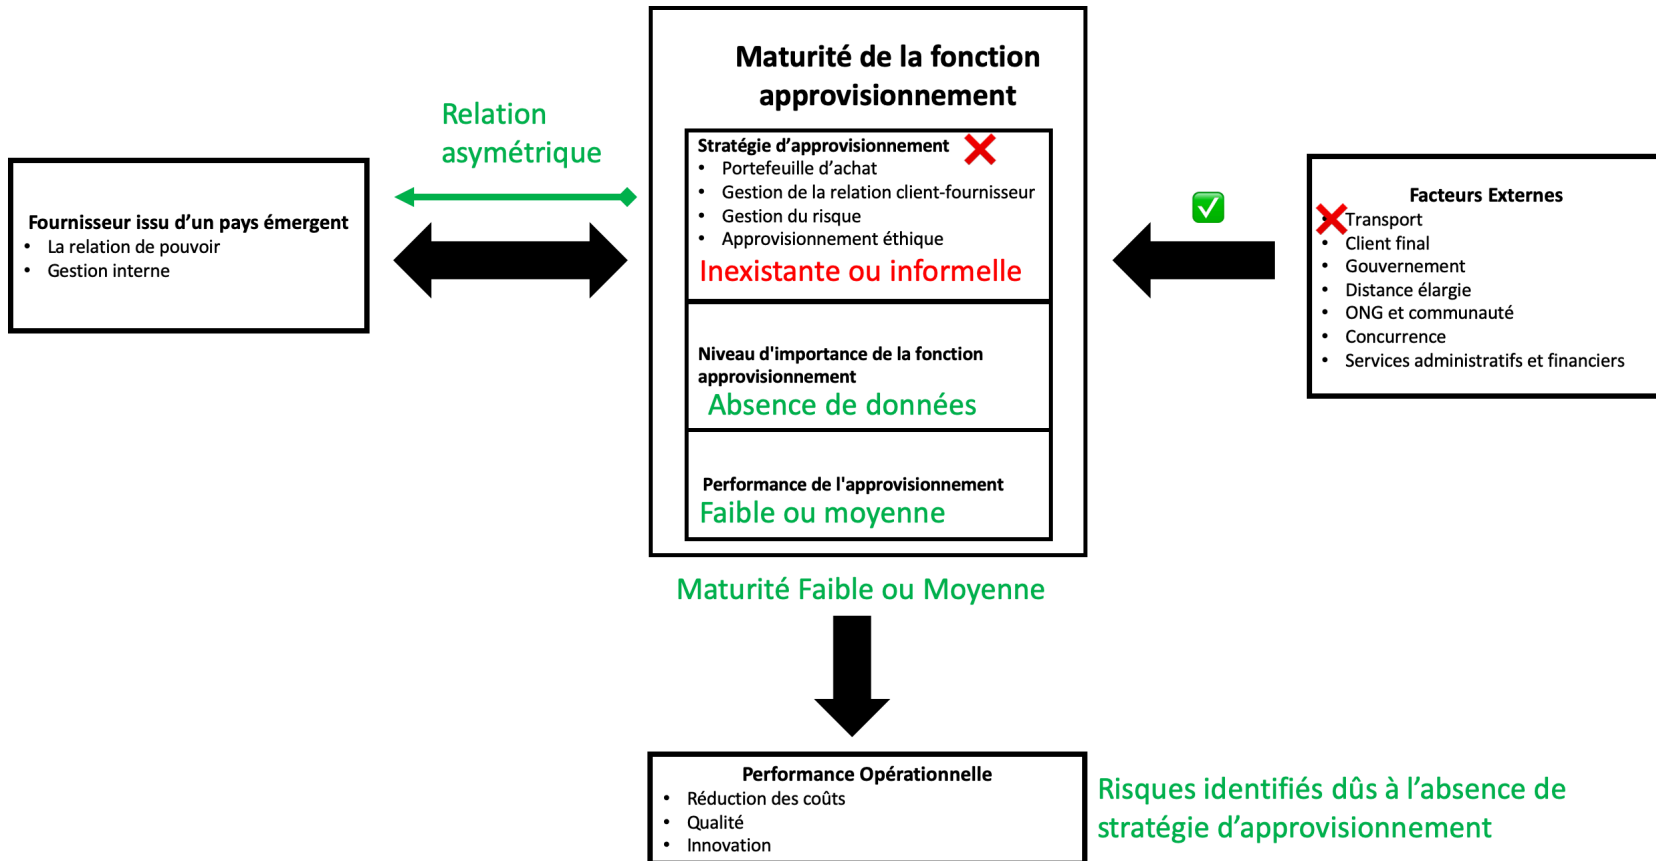 Maturité de la fonction
approvisionnement
Relation
asymétrique
Stratégie d’approvisionnement
• Portefeuille d’achat
• Gestion de la relation client-fournisseur
• Gestion du risque
• Approvisionnement éthique
Inexistante ou informelle
Niveau d'importance de la fonction
approvisionnement
Absence de données
Performance de l'approvisionnement
Faible ou moyenne
Fournisseur issu d’un pays émergent
• La relation de pouvoir
• Gestion interne
Facteurs Externes
• Transport
• Client final
• Gouvernement
• Distance élargie
• ONG et communauté
• Concurrence
• Services administratifs et financiers
Maturité Faible ou Moyenne
Performance Opérationnelle
• Réduction des coûts
• Qualité
• Innovation
Risques identifiés dûs à l’absence de
stratégie d’approvisionnement